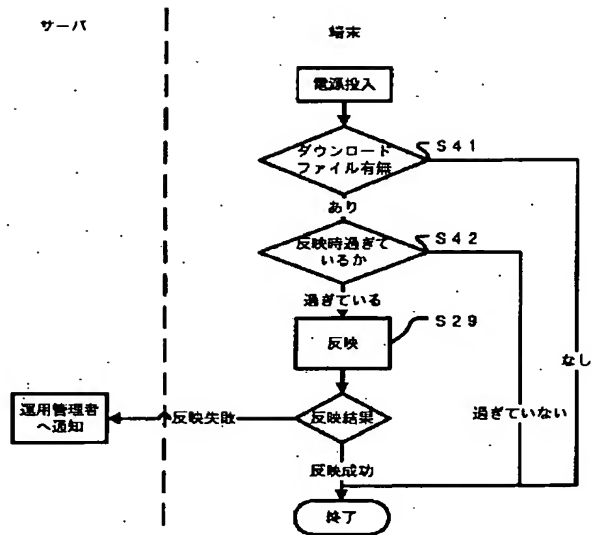 サーバ
端末
電源投入
ダウンロード
ファイル有無
S41
あり
反映時過ぎて
いるか
S42
過ぎている
反映
S29
なし
運用管理者
へ通知
反映失敗
反映結果
過ぎていない
反映成功
終了